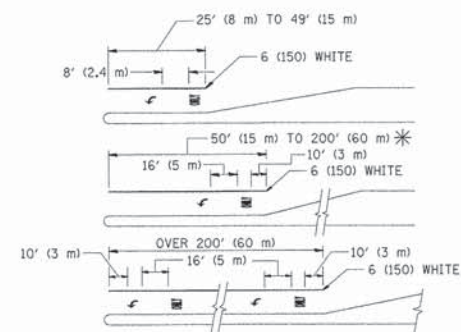 25' (8 m) TO 49' (15 m)
6 (150) WHITE
8' (2.4 m)
50' (15 m) TO 200' (60 m) ✳
16' (5 m)
10' (3 m)
6 (150) WHITE
OVER 200' (60 m)
10' (3 m)
10' (3 m)
16' (5 m)
6 (150) WHITE